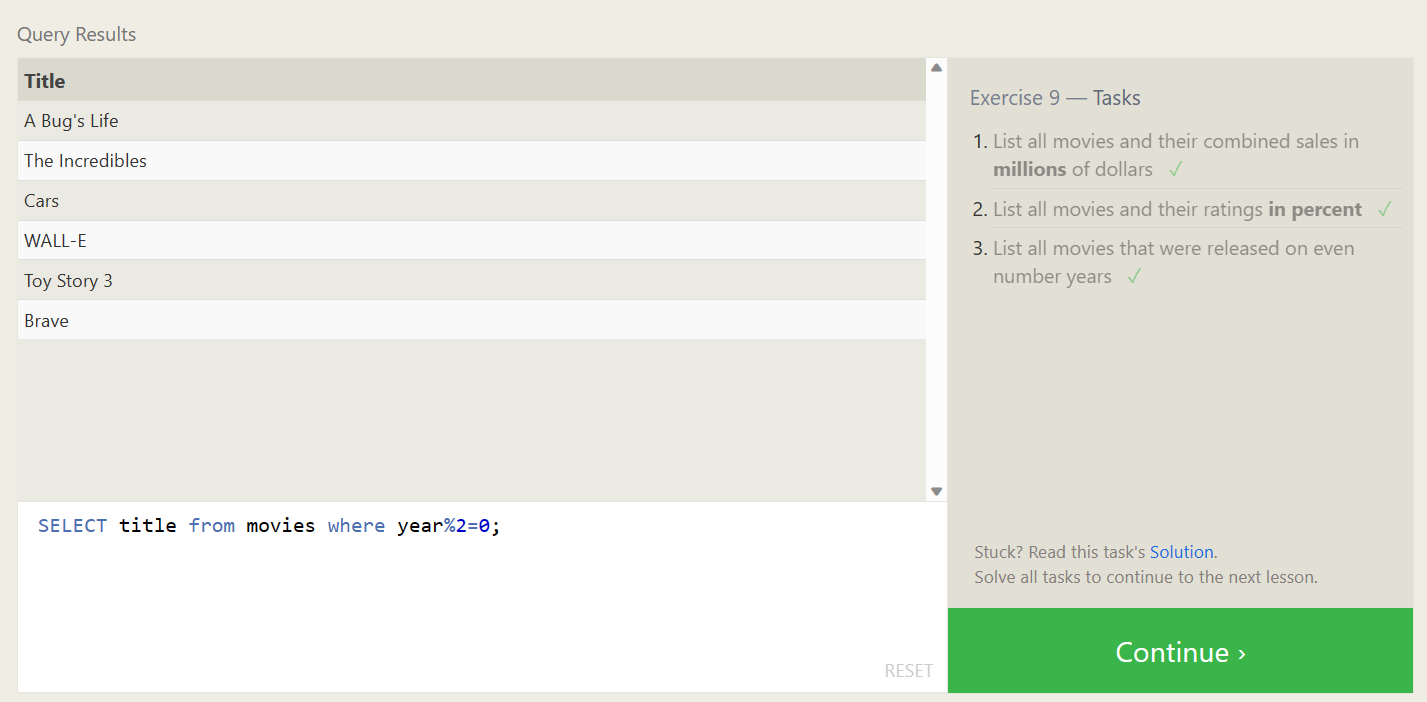 Query Results
Title
A Bug's Life
The Incredibles
Cars
WALL-E
Toy Story 3
Brave
SELECT title from movies where year%2=0;
RESET
Exercise 9 — Tasks
1. List all movies and their combined sales in
millions of dollars ✓
2. List all movies and their ratings in percent ✓
3. List all movies that were released on even
number years ✓
Stuck? Read this task's Solution.
Solve all tasks to continue to the next lesson.
Continue ›